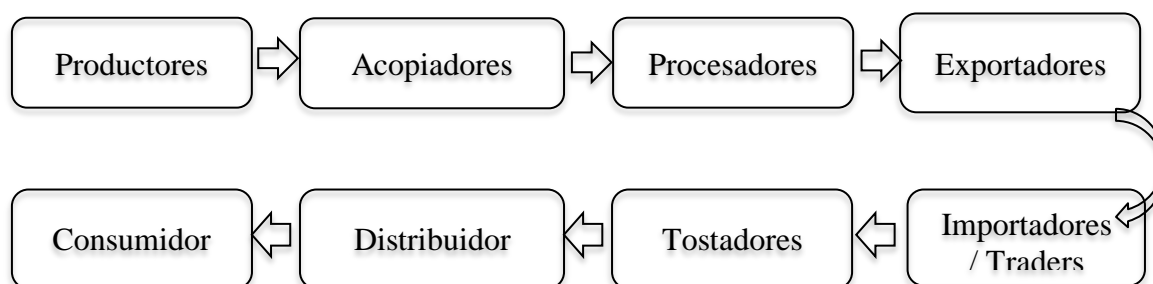 Productores
Acopiadores
Procesadores
Exportadores
Importadores
/ Traders
Tostadores
Distribuidor
Consumidor